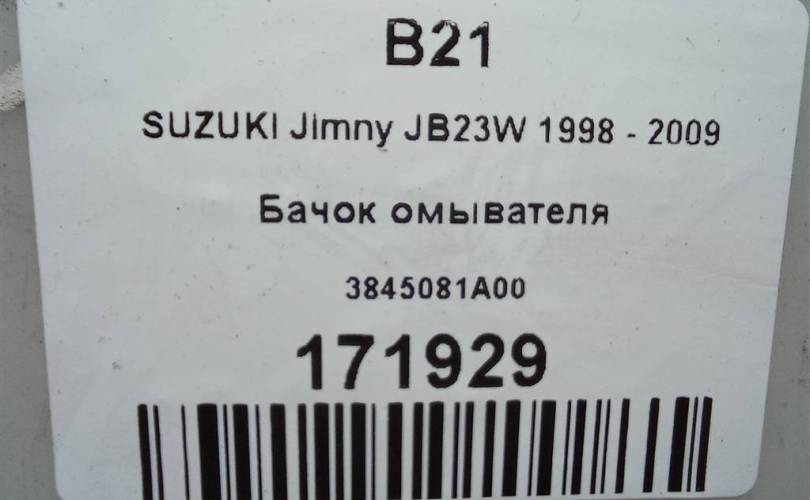 B21
SUZUKI Jimny JB23W 1998 - 2009
Бачок омывателя
3845081A00
171929